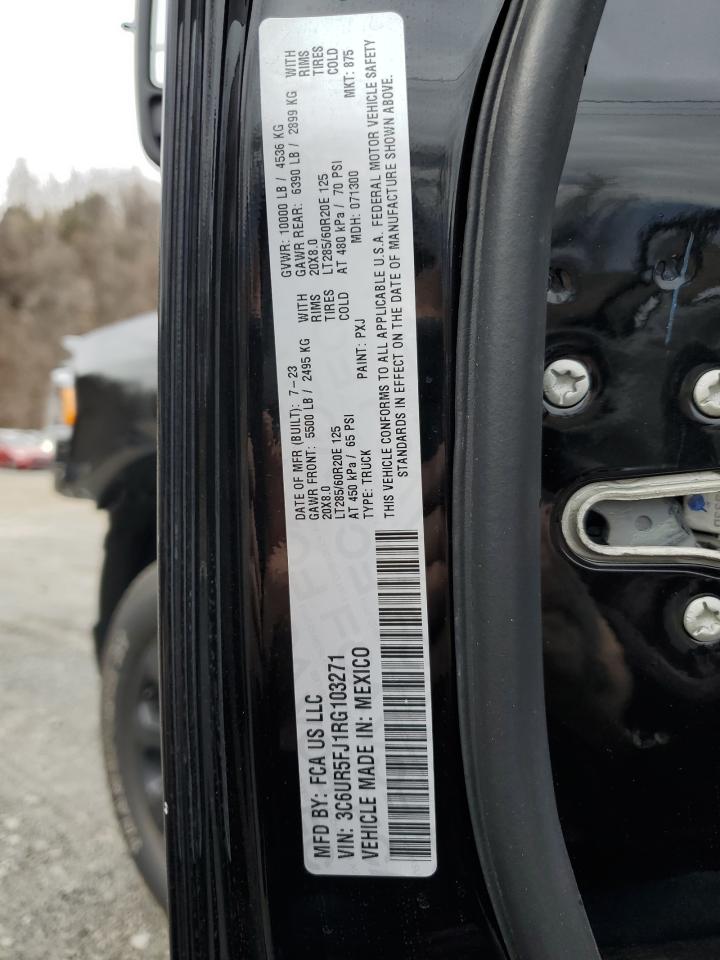 MFD BY: FCA US LLC
VIN: 3C6UR5FJ1RG103271
VEHICLE MADE IN: MEXICO
DATE OF MFR (BUILT): 7-23 GVWR: 10000 LB / 4536 KG
GAWR FRONT: 5500 LB / 2495 KG WITH GAWR REAR: 6390 LB / 2899 KG WITH
20X8.0 RIMS 20X8.0 RIMS
LT285/60R20E 125 TIRES LT285/60R20E 125 TIRES
AT 450 kPa / 65 PSI COLD AT 480 kPa / 70 PSI COLD
TYPE: TRUCK PAINT: PXJ MDH: 071300 MKT: 875
THIS VEHICLE CONFORMS TO ALL APPLICABLE U.S.A. FEDERAL MOTOR VEHICLE SAFETY
STANDARDS IN EFFECT ON THE DATE OF MANUFACTURE SHOWN ABOVE.